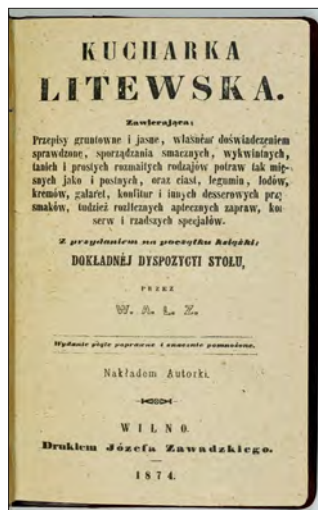 KUCHARKA
LITEWSKA.
Zawierająca:
Przepisy gruntowne i jasne, własném doświadczeniem
sprawdzone, sporządzania smacznych, wykwintnych,
tanich i prostych rozmaitych rodzajów potraw tak mię-
snych jako i postnych, oraz ciast, legumin, lodów,
kremów, galaret, konfitur i innych desserowych przy
smaków, tudzież rozlicznych aptecznych zapraw, kon
serw i rzadszych specjałów.
Z przydaniem na początku książki;
DOKŁADNÉJ DYSPOZYCYI STOŁU,
PRZEZ
W. A. L. Z.
Wydanie piąte poprawne i znacznie pomnożone.
Nakładem Autorki.
WILNO.
Drukiem Józefa Zawadzkiego.
1874.